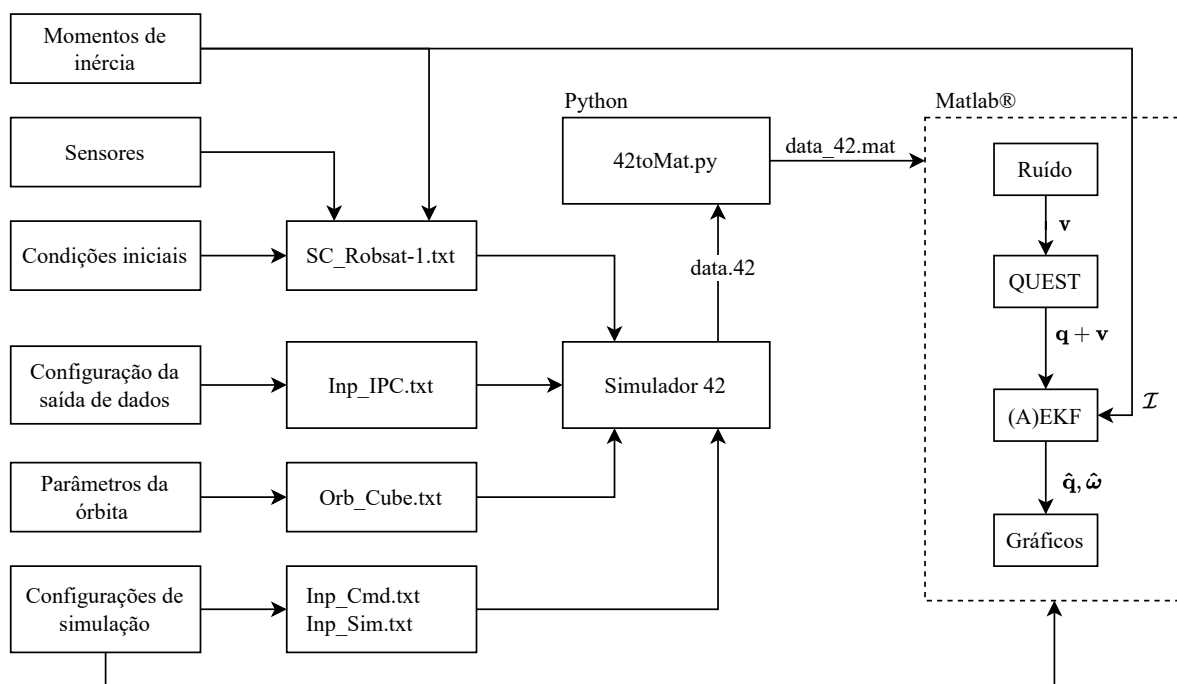 Momentos de
inércia
Python
Matlab®
Sensores
42toMat.py
data_42.mat
Ruído
v
Condições iniciais
SC_Robsat-1.txt
data.42
QUEST
q + v
Configuração da
saída de dados
Inp_IPC.txt
Simulador 42
(A)EKF
ℐ
Parâmetros da
órbita
Orb_Cube.txt
q̂, ω̂
Gráficos
Configurações de
simulação
Inp_Cmd.txt
Inp_Sim.txt